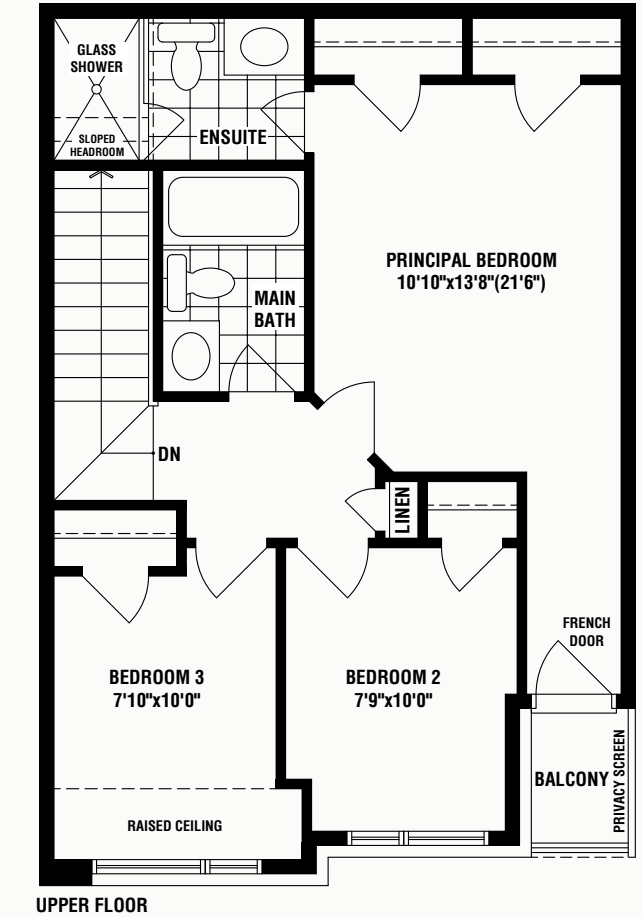 GLASS
SHOWER
SLOPED
HEADROOM
ENSUITE
PRINCIPAL BEDROOM
10'10"x13'8"(21'6")
MAIN
BATH
DN
LINEN
FRENCH
DOOR
BEDROOM 3
7'10"x10'0"
BEDROOM 2
7'9"x10'0"
BALCONY
PRIVACY SCREEN
RAISED CEILING
UPPER FLOOR